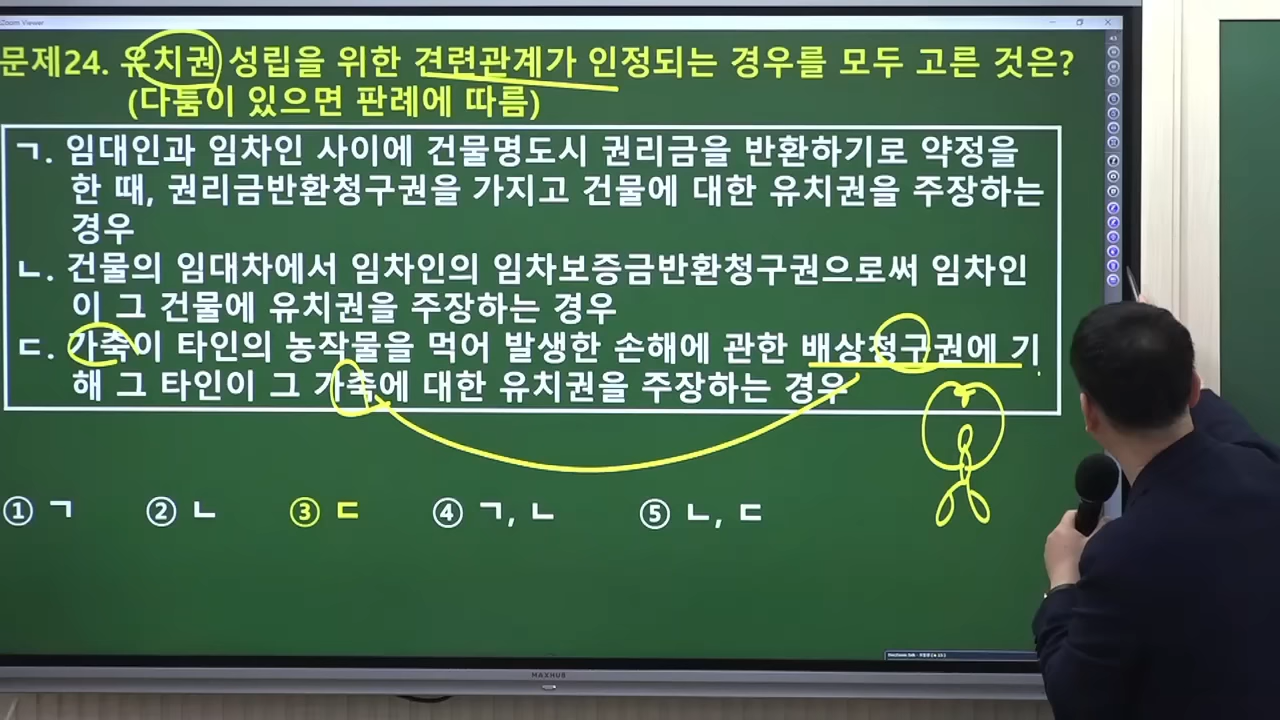 Zoom Viewer
문제24. 유치권 성립을 위한 견련관계가 인정되는 경우를 모두 고른 것은?
(다툼이 있으면 판례에 따름)
ㄱ. 임대인과 임차인 사이에 건물명도시 권리금을 반환하기로 약정을
한 때, 권리금반환청구권을 가지고 건물에 대한 유치권을 주장하는
경우
ㄴ. 건물의 임대차에서 임차인의 임차보증금반환청구권으로써 임차인
이 그 건물에 유치권을 주장하는 경우
ㄷ. 가축이 타인의 농작물을 먹어 발생한 손해에 관한 배상청구권에 기
해 그 타인이 그 가축에 대한 유치권을 주장하는 경우
① ㄱ ② ㄴ ③ ㄷ ④ ㄱ, ㄴ ⑤ ㄴ, ㄷ
MAXHUB